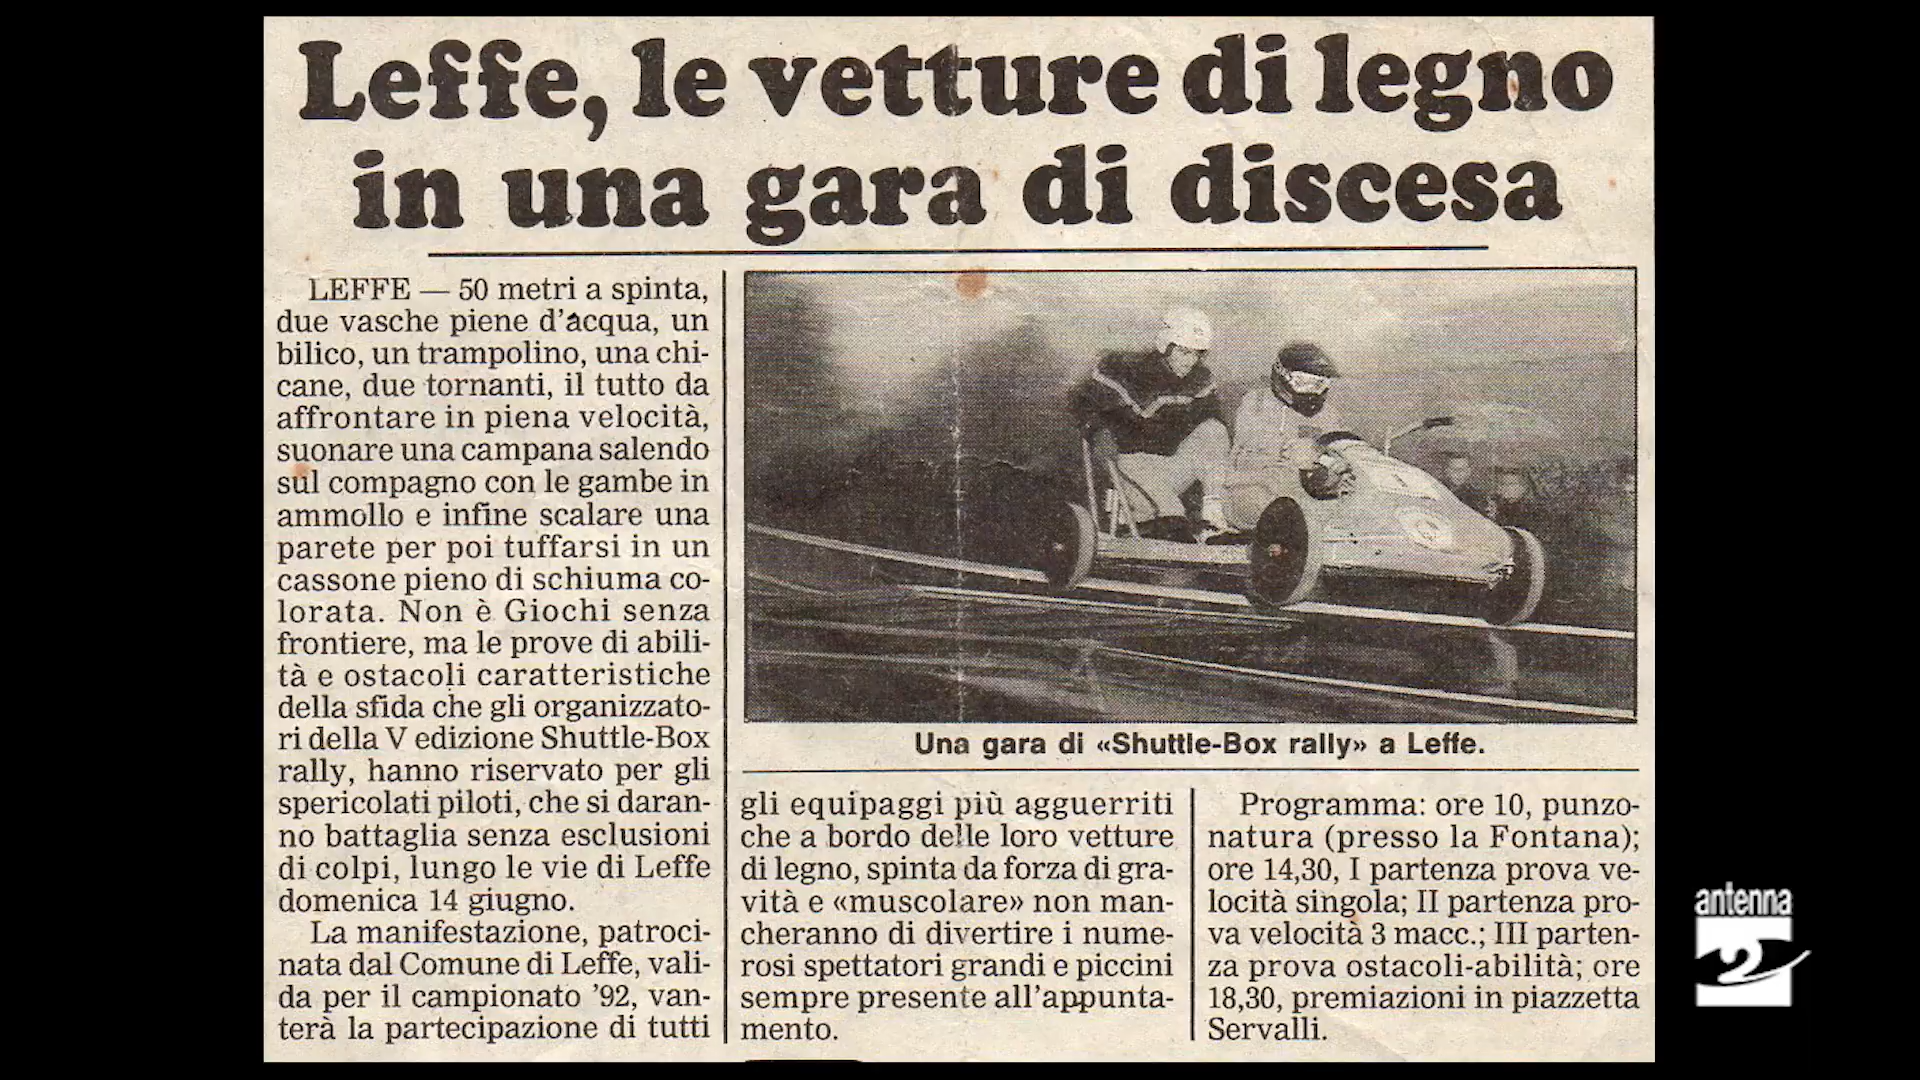 Leffe, le vetture di legno
in una gara di discesa
LEFFE — 50 metri a spinta,
due vasche piene d'acqua, un
bilico, un trampolino, una chi-
cane, due tornanti, il tutto da
affrontare in piena velocità,
suonare una campana salendo
sul compagno con le gambe in
ammollo e infine scalare una
parete per poi tuffarsi in un
cassone pieno di schiuma co-
lorata. Non è Giochi senza
frontiere, ma le prove di abili-
tà e ostacoli caratteristiche
della sfida che gli organizzato-
ri della V edizione Shuttle-Box
rally, hanno riservato per gli
spericolati piloti, che si daran-
no battaglia senza esclusioni
di colpi, lungo le vie di Leffe
domenica 14 giugno.
La manifestazione, patroci-
nata dal Comune di Leffe, vali-
da per il campionato '92, van-
terà la partecipazione di tutti
Una gara di «Shuttle-Box rally» a Leffe.
gli equipaggi più agguerriti
che a bordo delle loro vetture
di legno, spinta da forza di gra-
vità e «muscolare» non man-
cheranno di divertire i nume-
rosi spettatori grandi e piccini
sempre presente all'appunta-
mento.
Programma: ore 10, punzo-
natura (presso la Fontana);
ore 14,30, I partenza prova ve-
locità singola; II partenza pro-
va velocità 3 macc.; III parten-
za prova ostacoli-abilità; ore
18,30, premiazioni in piazzetta
Servalli.
antenna
2